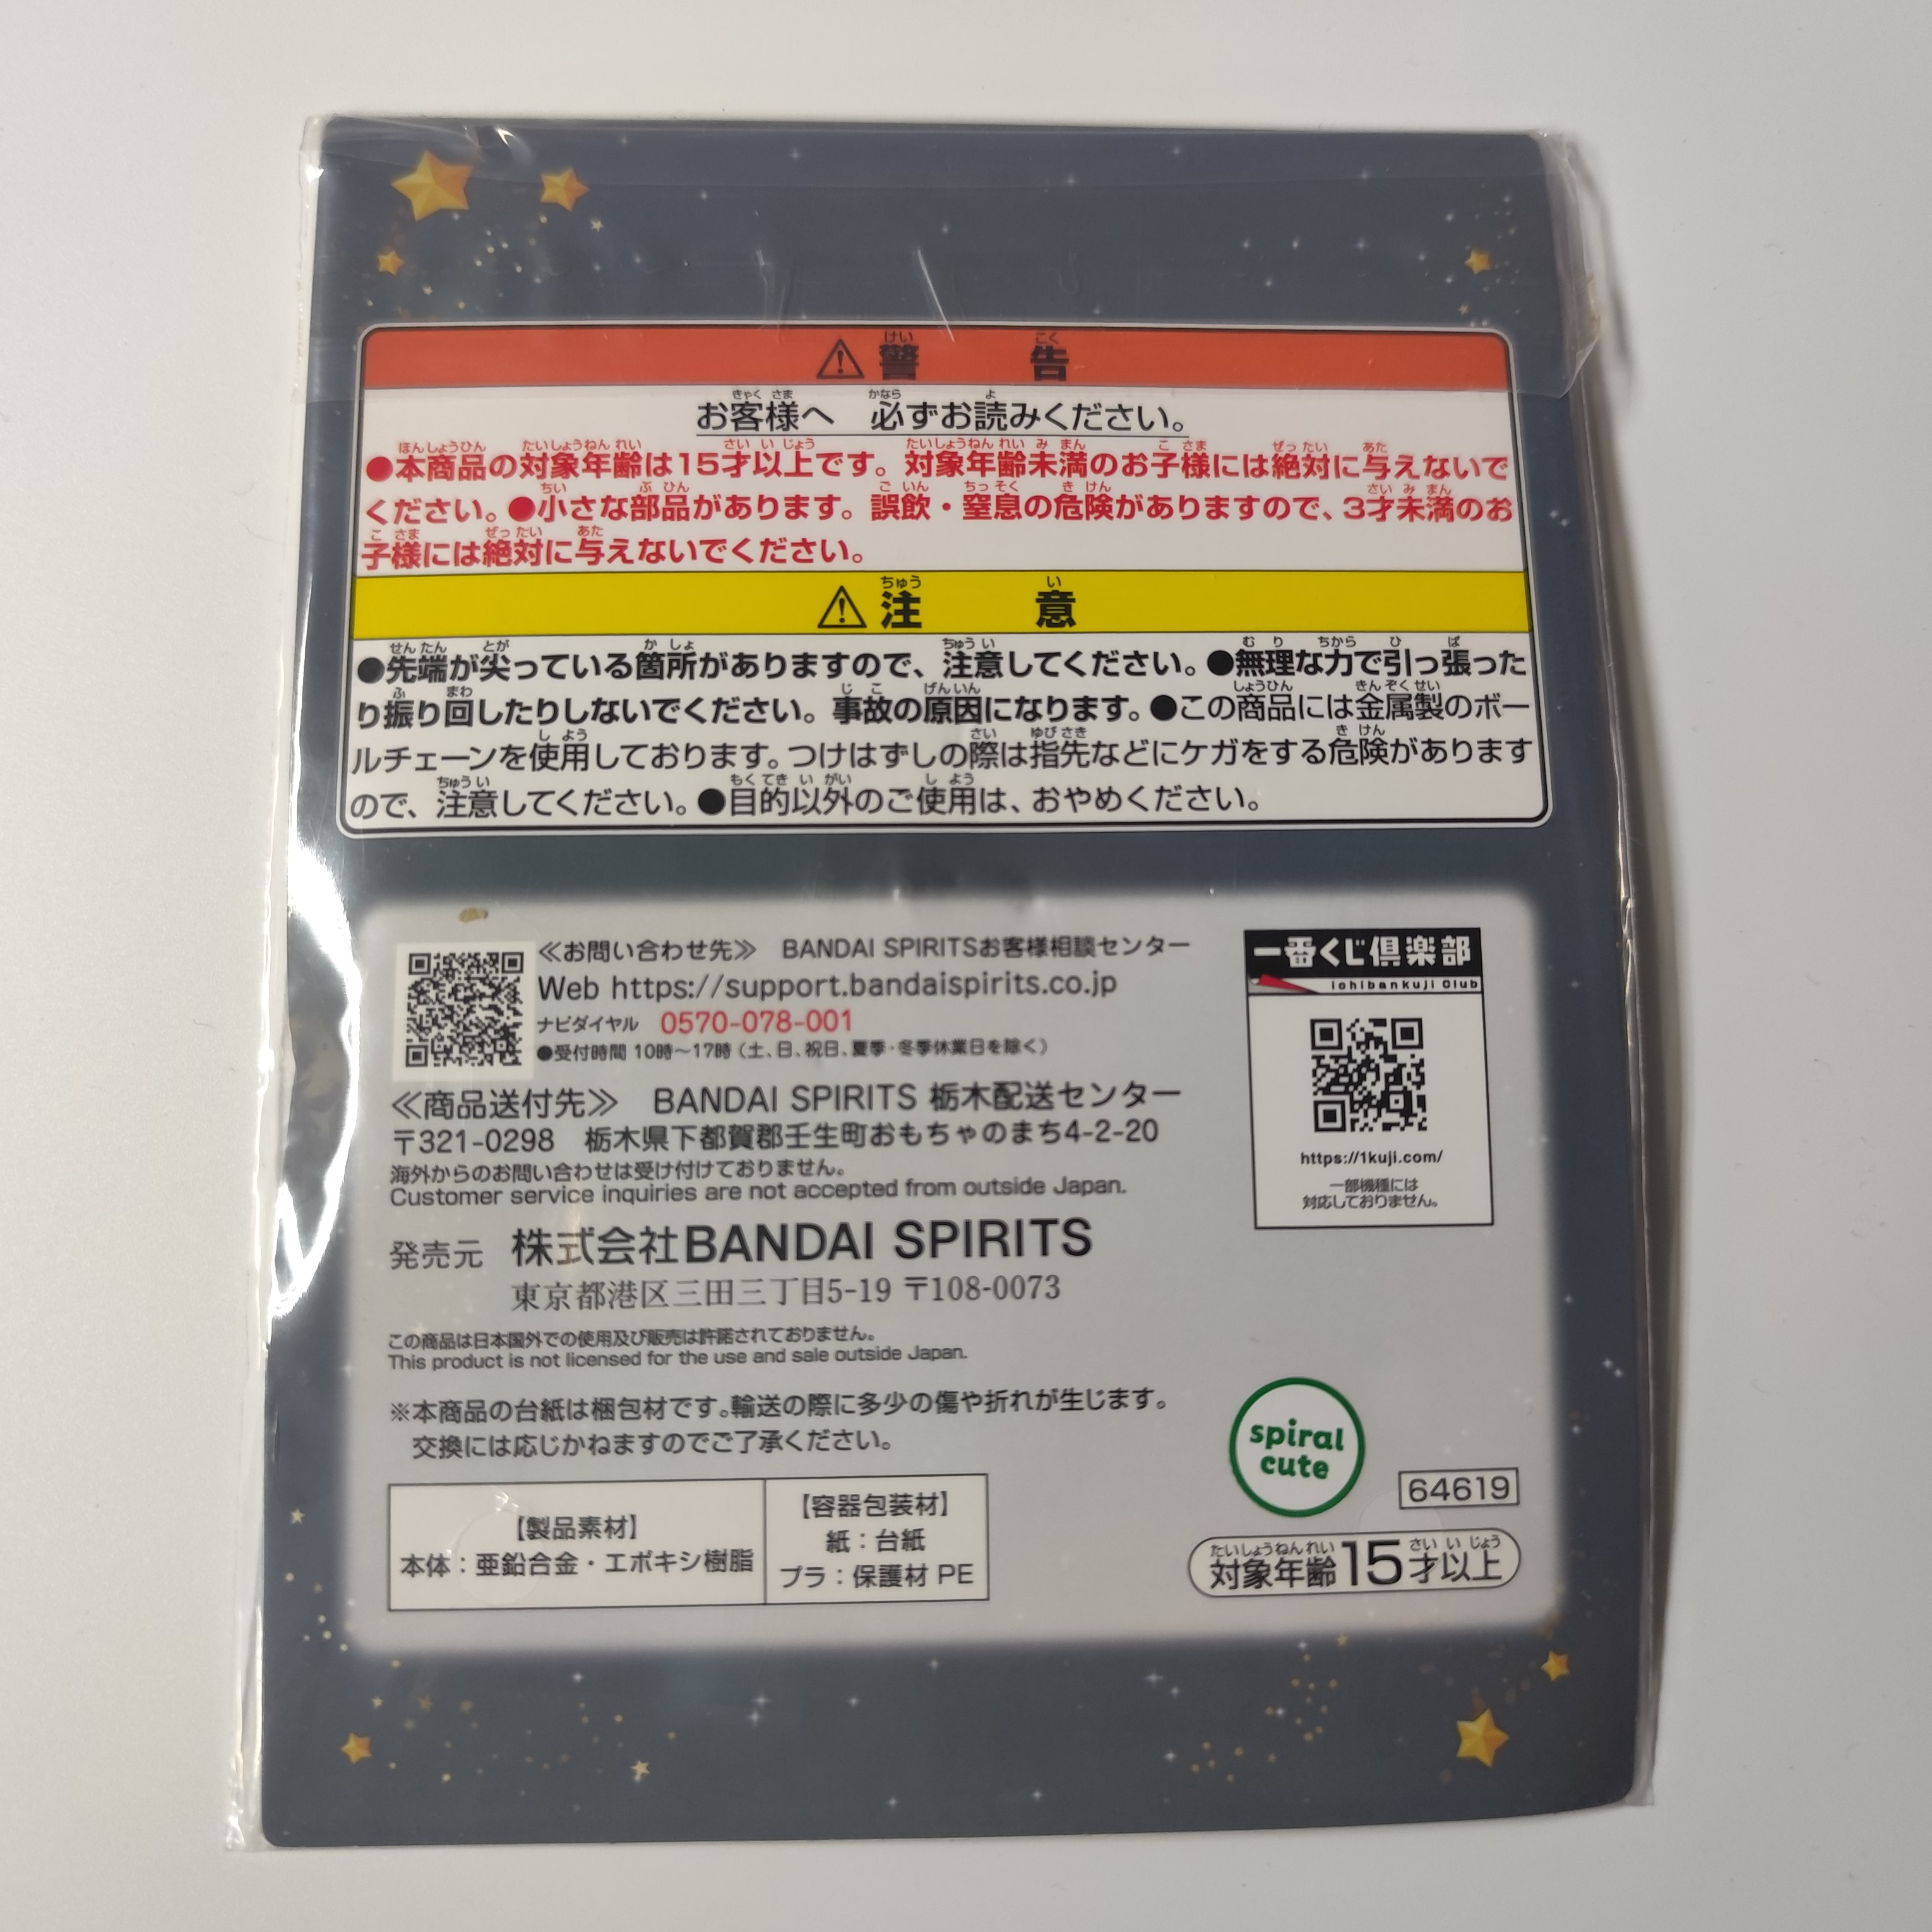 ⚠警告
お客様へ　必ずお読みください。
●本商品の対象年齢は15才以上です。対象年齢未満のお子様には絶対に与えないで
ください。●小さな部品があります。誤飲・窒息の危険がありますので、3才未満のお
子様には絶対に与えないでください。
⚠注意
●先端が尖っている箇所がありますので、注意してください。●無理な力で引っ張った
り振り回したりしないでください。事故の原因になります。●この商品には金属製のボー
ルチェーンを使用しております。つけはずしの際は指先などにケガをする危険があります
ので、注意してください。●目的以外のご使用は、おやめください。
≪お問い合わせ先≫　BANDAI SPIRITSお客様相談センター
Web https://support.bandaispirits.co.jp
ナビダイヤル 0570-078-001
●受付時間 10時～17時（土、日、祝日、夏季・冬季休業日を除く）
≪商品送付先≫　BANDAI SPIRITS 栃木配送センター
〒321-0298　栃木県下都賀郡壬生町おもちゃのまち4-2-20
海外からのお問い合わせは受け付けておりません。
Customer service inquiries are not accepted from outside Japan.
発売元 株式会社BANDAI SPIRITS
東京都港区三田三丁目5-19 〒108-0073
この商品は日本国外での使用及び販売は許諾されておりません。
This product is not licensed for the use and sale outside Japan.
※本商品の台紙は梱包材です。輸送の際に多少の傷や折れが生じます。
交換には応じかねますのでご了承ください。
【製品素材】
本体：亜鉛合金・エポキシ樹脂
【容器包装材】
紙：台紙
プラ：保護材 PE
一番くじ倶楽部
ichibankuji Club
https://1kuji.com/
一部機種には
対応しておりません。
spiral
cute
64619
対象年齢15才以上